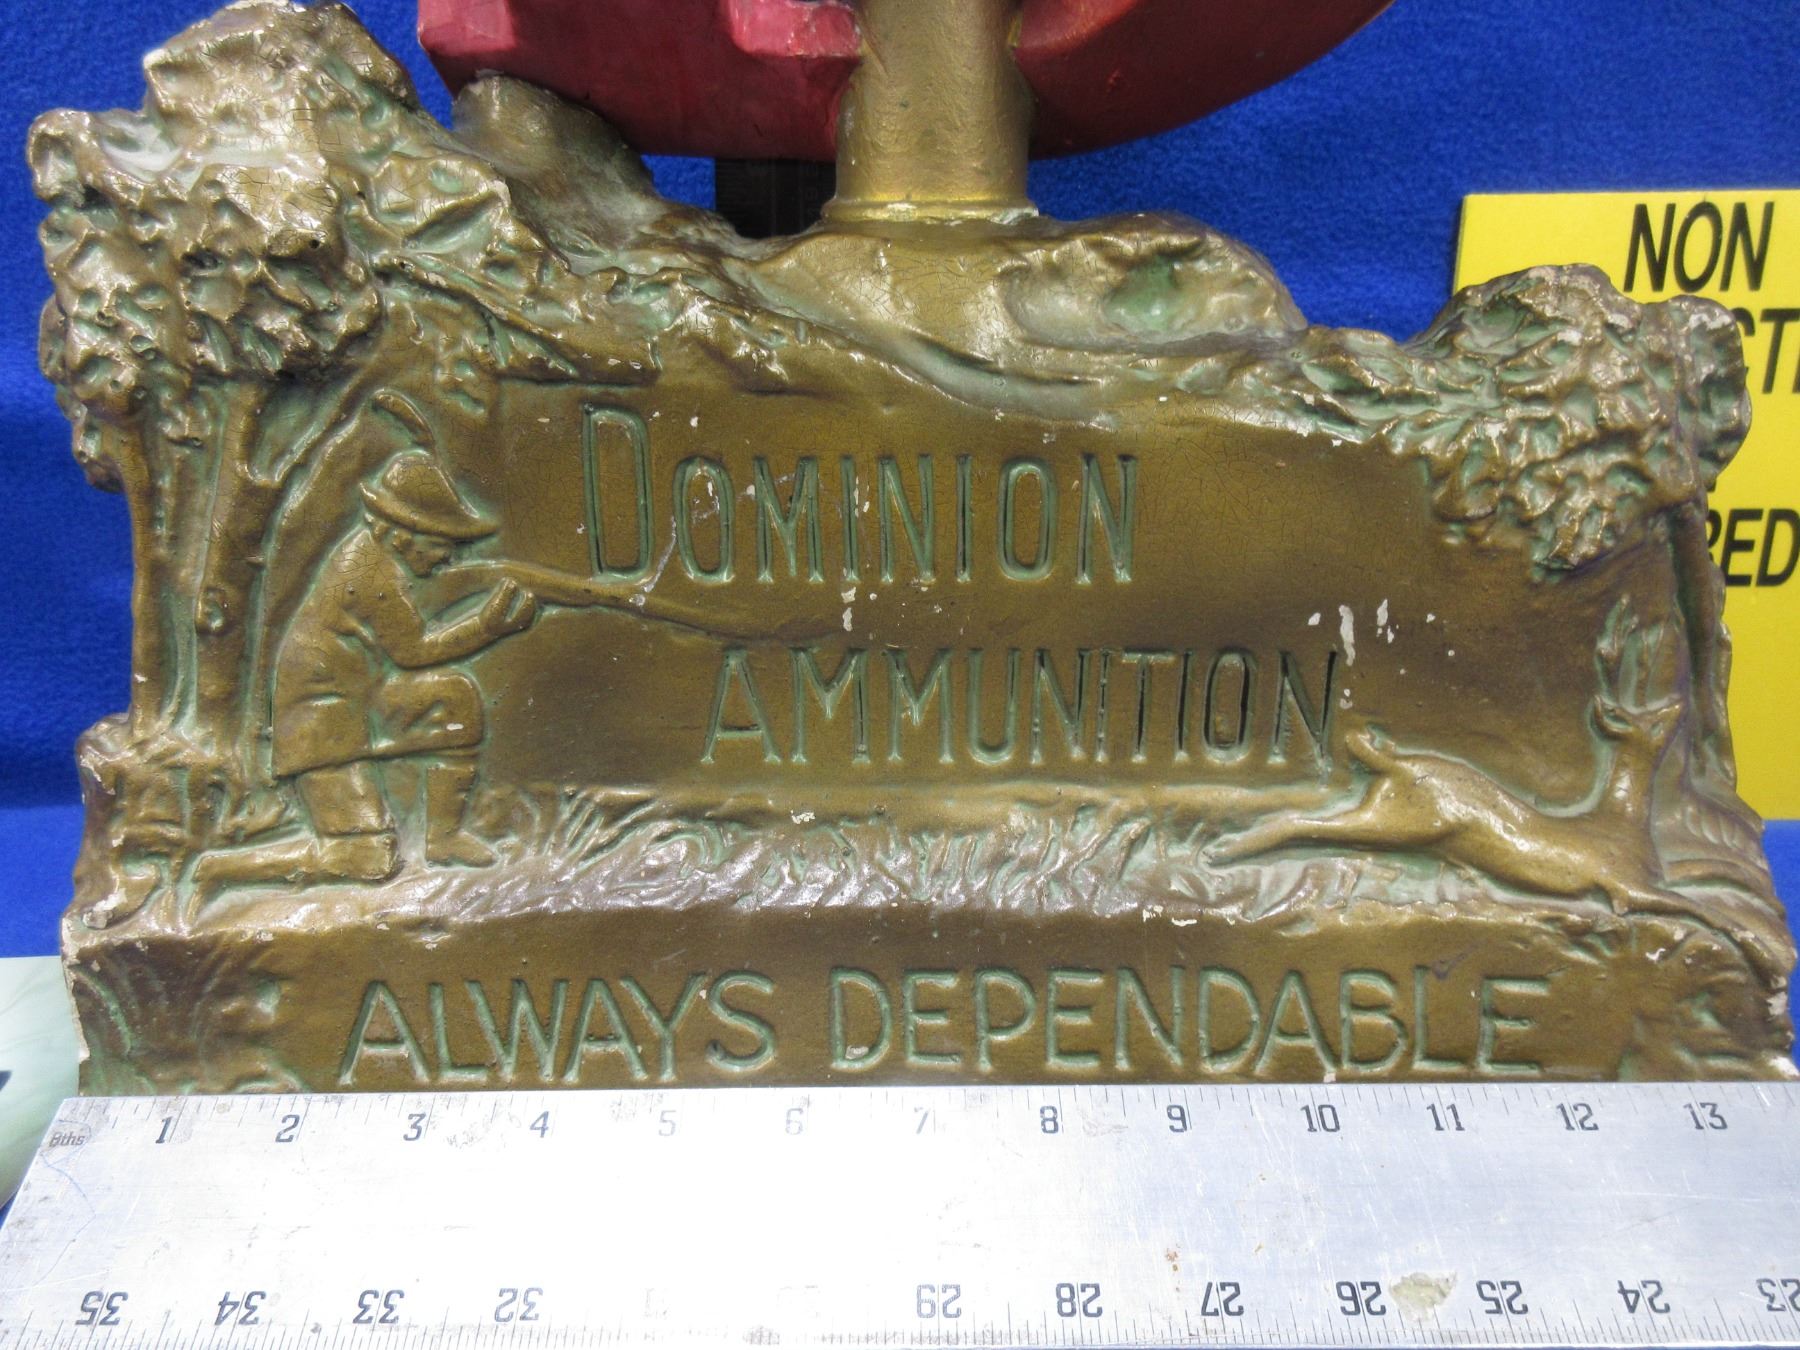 NON
DOMINION
AMMUNITION
ALWAYS DEPENDABLE
8ths 1 2 3 4 5 6 7 8 9 10 11 12 13
35 34 33 32 29 28 27 26 25 24 23